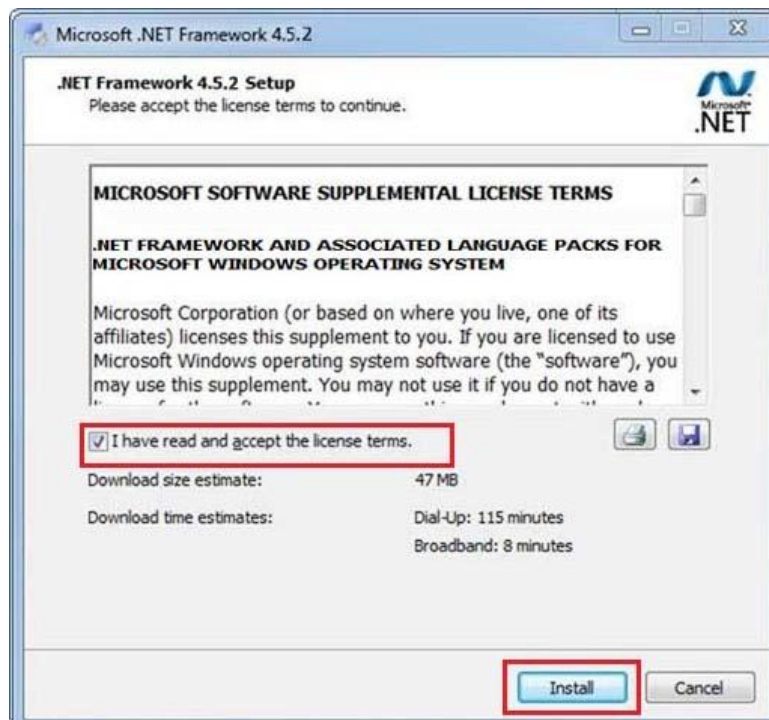 Microsoft .NET Framework 4.5.2
.NET Framework 4.5.2 Setup
Please accept the license terms to continue.
Microsoft
.NET
MICROSOFT SOFTWARE SUPPLEMENTAL LICENSE TERMS
.NET FRAMEWORK AND ASSOCIATED LANGUAGE PACKS FOR
MICROSOFT WINDOWS OPERATING SYSTEM
Microsoft Corporation (or based on where you live, one of its
affiliates) licenses this supplement to you. If you are licensed to use
Microsoft Windows operating system software (the “software”), you
may use this supplement. You may not use it if you do not have a
I have read and accept the license terms.
Download size estimate: 47 MB
Download time estimates: Dial-Up: 115 minutes
Broadband: 8 minutes
Install Cancel